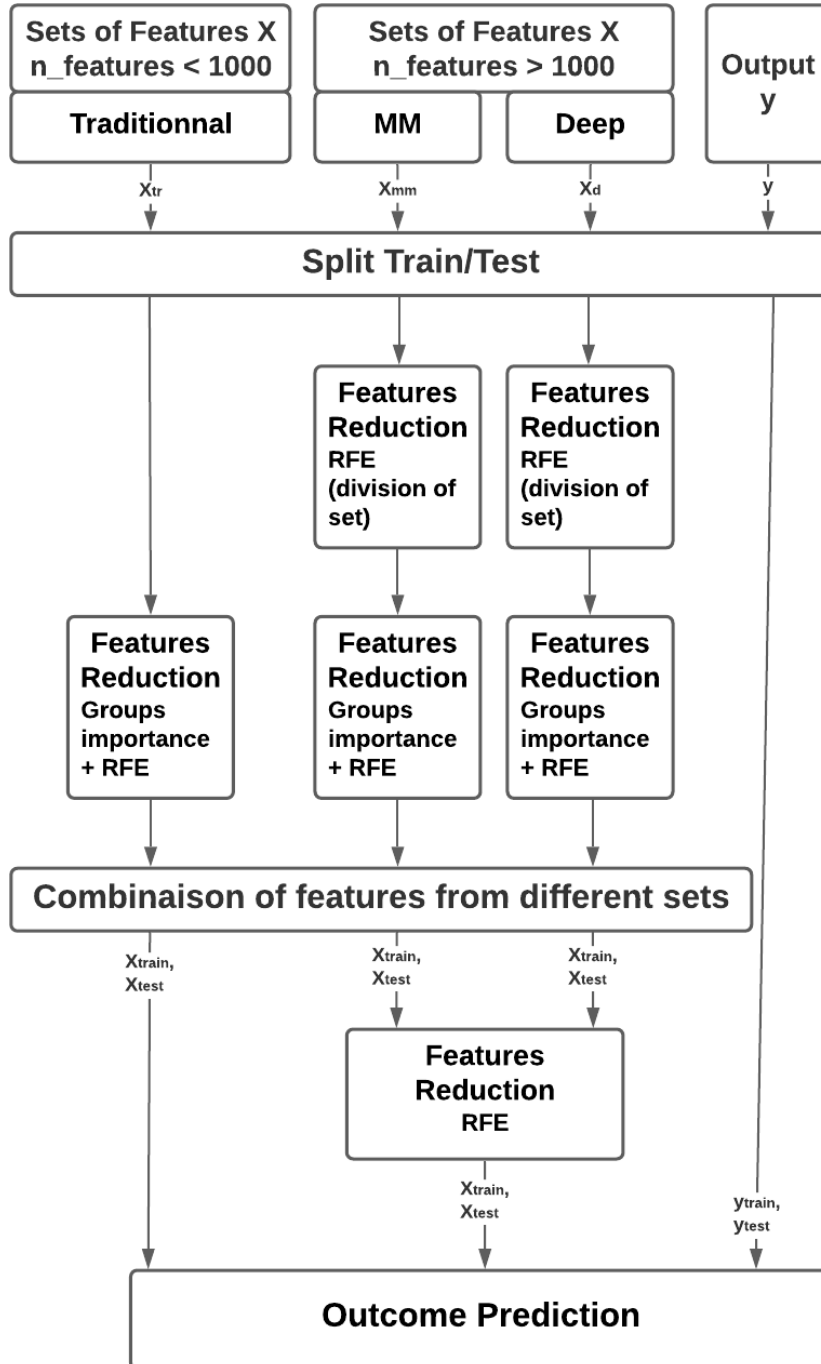 Sets of Features X
n_features < 1000
Sets of Features X
n_features > 1000
Output
y
Traditionnal
MM
Deep
Xtr
Xmm
Xd
y
Split Train/Test
Features
Reduction
RFE
(division of
set)
Features
Reduction
RFE
(division of
set)
Features
Reduction
Groups
importance
+ RFE
Features
Reduction
Groups
importance
+ RFE
Features
Reduction
Groups
importance
+ RFE
Combinaison of features from different sets
Xtrain,
Xtest
Xtrain,
Xtest
Xtrain,
Xtest
Features
Reduction
RFE
Xtrain,
Xtest
ytrain,
ytest
Outcome Prediction